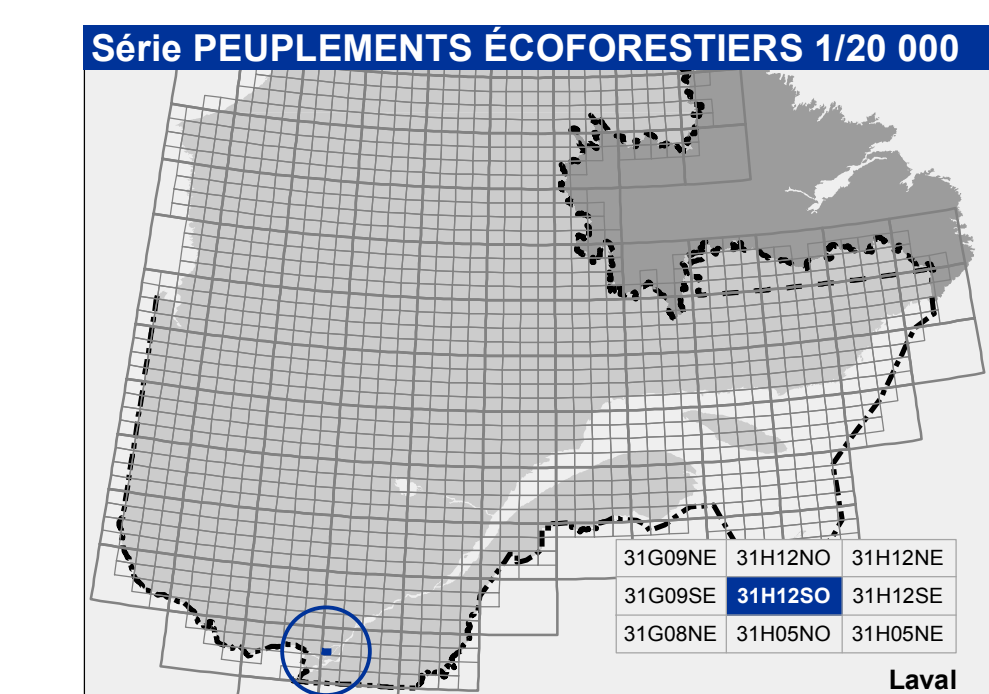 Série PEUPLEMENTS ÉCOFORESTIERS 1/20 000
31G09NE 31H12NO 31H12NE
31G09SE 31H12SO 31H12SE
31G08NE 31H05NO 31H05NE
Laval